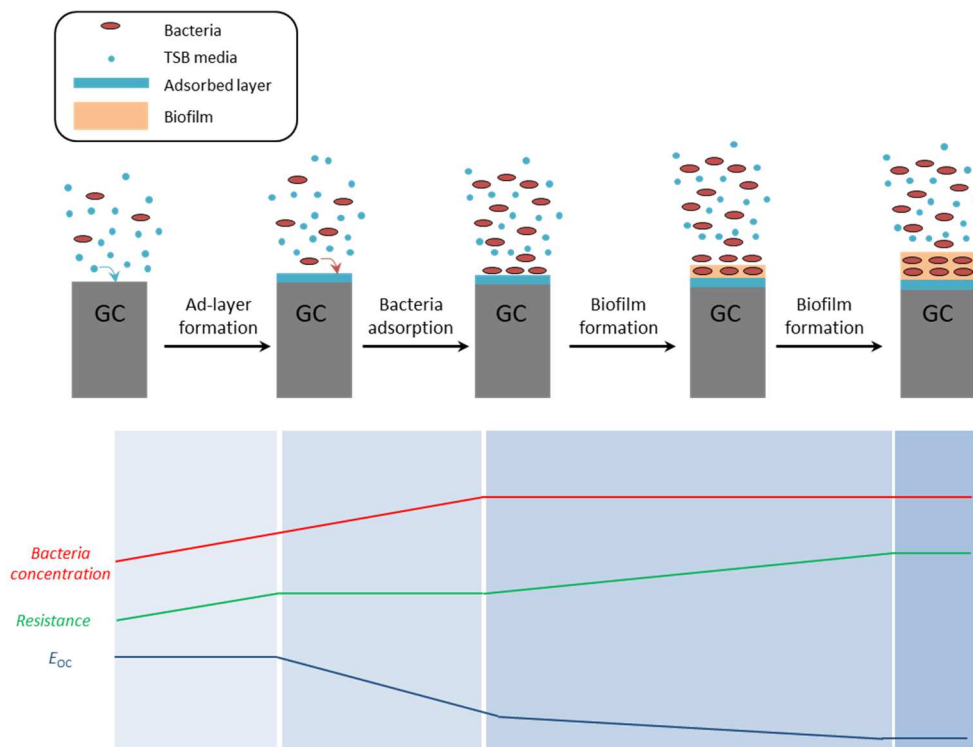 Bacteria
TSB media
Adsorbed layer
Biofilm
GC
GC
GC
GC
GC
Ad-layer
formation
Bacteria
adsorption
Biofilm
formation
Biofilm
formation
Bacteria
concentration
Resistance
EOC